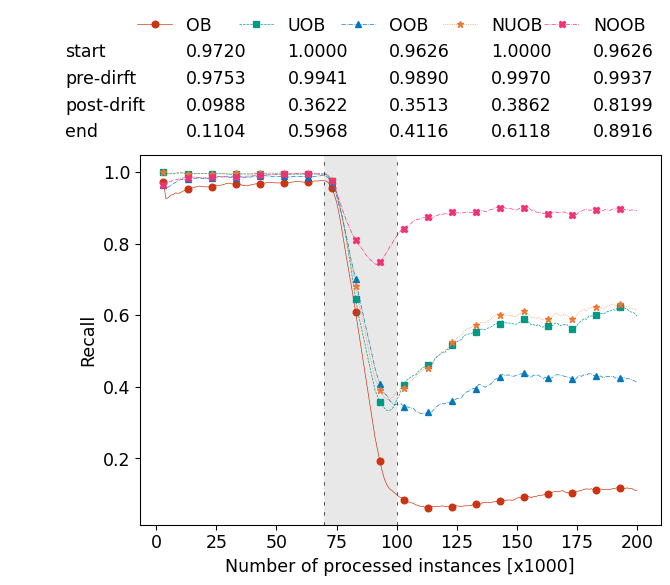 OB UOB OOB NUOB NOOB
start 0.9720 1.0000 0.9626 1.0000 0.9626
pre-dirft 0.9753 0.9941 0.9890 0.9970 0.9937
post-drift 0.0988 0.3622 0.3513 0.3862 0.8199
end 0.1104 0.5968 0.4116 0.6118 0.8916
1.0
0.8
0.6
0.4
0.2
Recall
0 25 50 75 100 125 150 175 200
Number of processed instances [x1000]